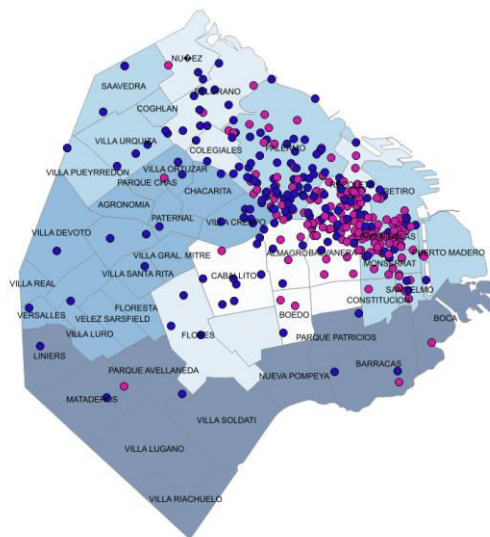 NU�EZ
SAAVEDRA
BELGRANO
COGHLAN
VILLA URQUIZA
COLEGIALES
PALERMO
VILLA ORTUZAR
VILLA PUEYRREDON
PARQUE CHAS
CHACARITA
RETIRO
AGRONOMIA
PATERNAL
VILLA CRESPO
VILLA DEVOTO
VILLA GRAL. MITRE
ALMAGRO
BALVANERA
MONSERRAT
PUERTO MADERO
VILLA SANTA RITA
CABALLITO
VILLA REAL
SAN TELMO
CONSTITUCION
VERSALLES
FLORESTA
VELEZ SARSFIELD
BOEDO
BOCA
VILLA LURO
FLORES
PARQUE PATRICIOS
LINIERS
BARRACAS
PARQUE AVELLANEDA
NUEVA POMPEYA
MATADEROS
VILLA SOLDATI
VILLA LUGANO
VILLA RIACHUELO